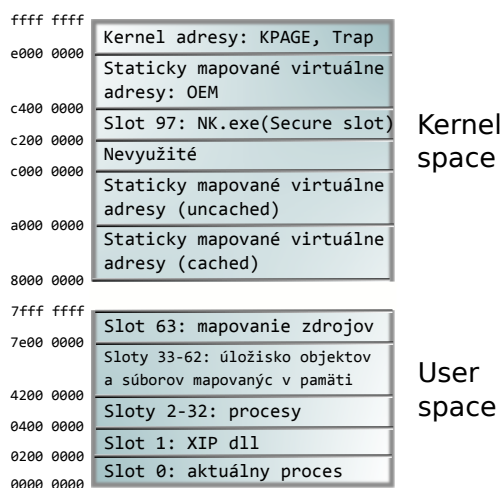 ffff ffff
Kernel adresy: KPAGE, Trap
e000 0000
Staticky mapované virtuálne
adresy: OEM
c400 0000
Slot 97: NK.exe(Secure slot)
c200 0000
Nevyužité
c000 0000
Staticky mapované virtuálne
adresy (uncached)
a000 0000
Staticky mapované virtuálne
adresy (cached)
8000 0000
Kernel
space
7fff ffff
Slot 63: mapovanie zdrojov
7e00 0000
Sloty 33-62: úložisko objektov
a súborov mapovanýc v pamäti
4200 0000
Sloty 2-32: procesy
0400 0000
Slot 1: XIP dll
0200 0000
Slot 0: aktuálny proces
0000 0000
User
space